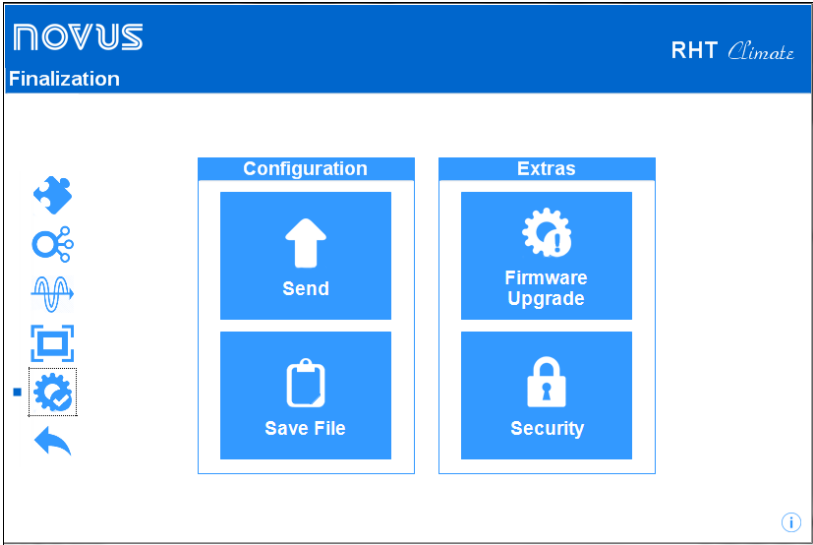 NOVUS
RHT Climate
Finalization
Configuration
Send
Save File
Extras
Firmware
Upgrade
Security
i